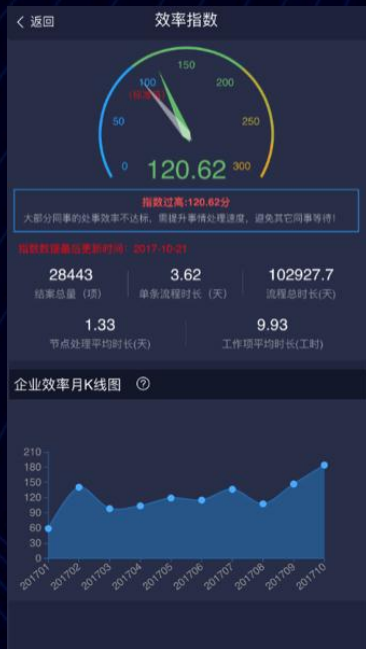 返回
效率指数
150
100
200
(标准值)
50
250
0
120.62
300
指数过高:120.62分
大部分同事的处事效率不达标，需提升事情处理速度，避免其它同事等待!
指数数据最后更新时间：2017-10-21
28443 3.62 102927.7
结案总量（项） 单条流程时长（天） 流程总时长(天)
1.33 9.93
节点处理平均时长(天) 工作项平均时长(工时)
企业效率月K线图 ?
210
180
150
120
90
60
30
0
201701 201702 201703 201704 201705 201706 201707 201708 201709 201710